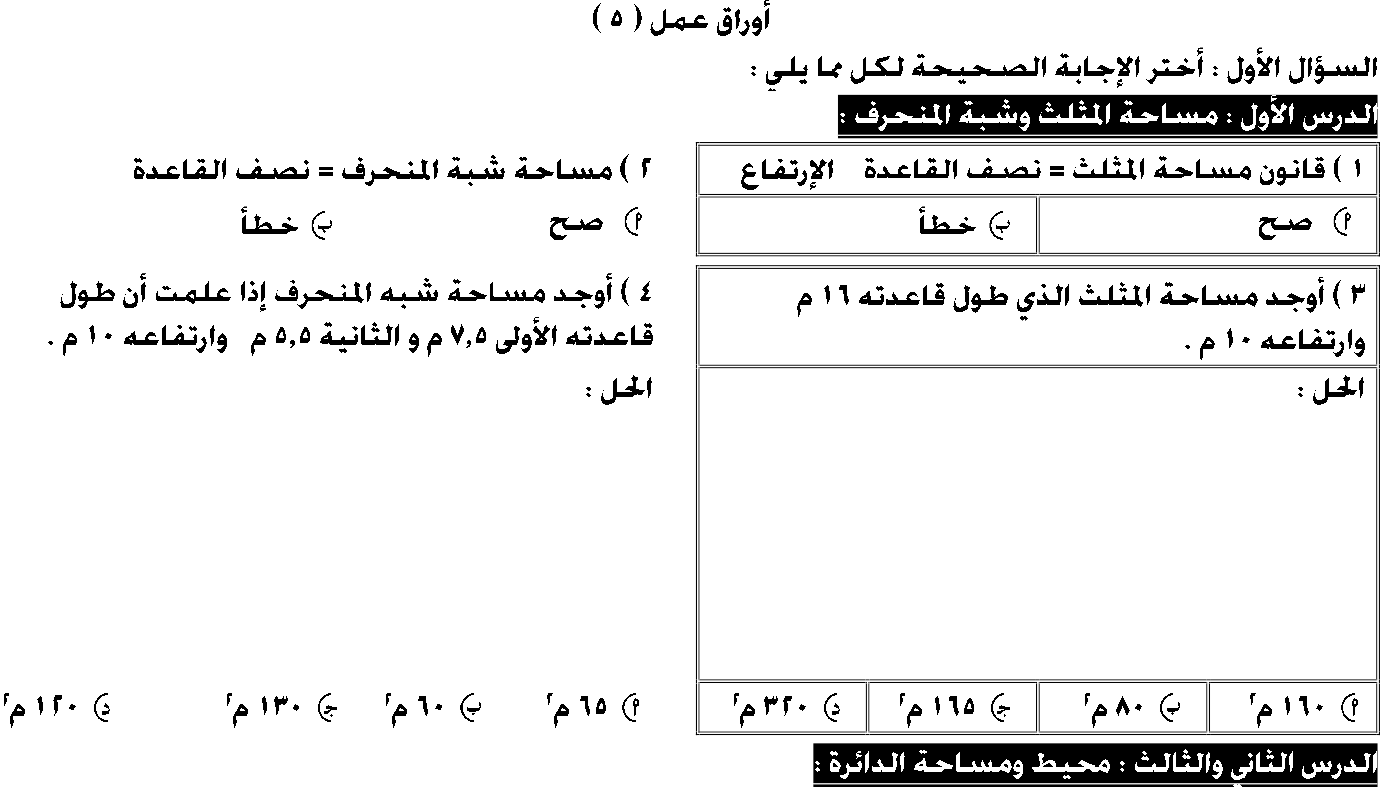 أوراق عمل ( ٥ )
السؤال الأول : أختر الإجابة الصحيحة لكل مما يلي :
الدرس الأول : مساحة المثلث وشبة المنحرف :
١ ) قانون مساحة المثلث = نصف القاعدة الإرتفاع
أ) صح
ب) خطأ
٢ ) مساحة شبة المنحرف = نصف القاعدة
أ) صح
ب) خطأ
٣ ) أوجد مساحة المثلث الذي طول قاعدته ١٦ م
وارتفاعه ١٠ م .
الحل :
أ) ١٦٠ م٢
ب) ٨٠ م٢
ج) ١٦٥ م٢
د) ٣٢٠ م٢
٤ ) أوجد مساحة شبه المنحرف إذا علمت أن طول
قاعدته الأولى ٧,٥ م و الثانية ٥,٥ م وارتفاعه ١٠ م .
الحل :
أ) ٦٥ م٢
ب) ٦٠ م٢
ج) ١٣٠ م٢
د) ١٢٠ م٢
الدرس الثاني والثالث : محيط ومساحة الدائرة :